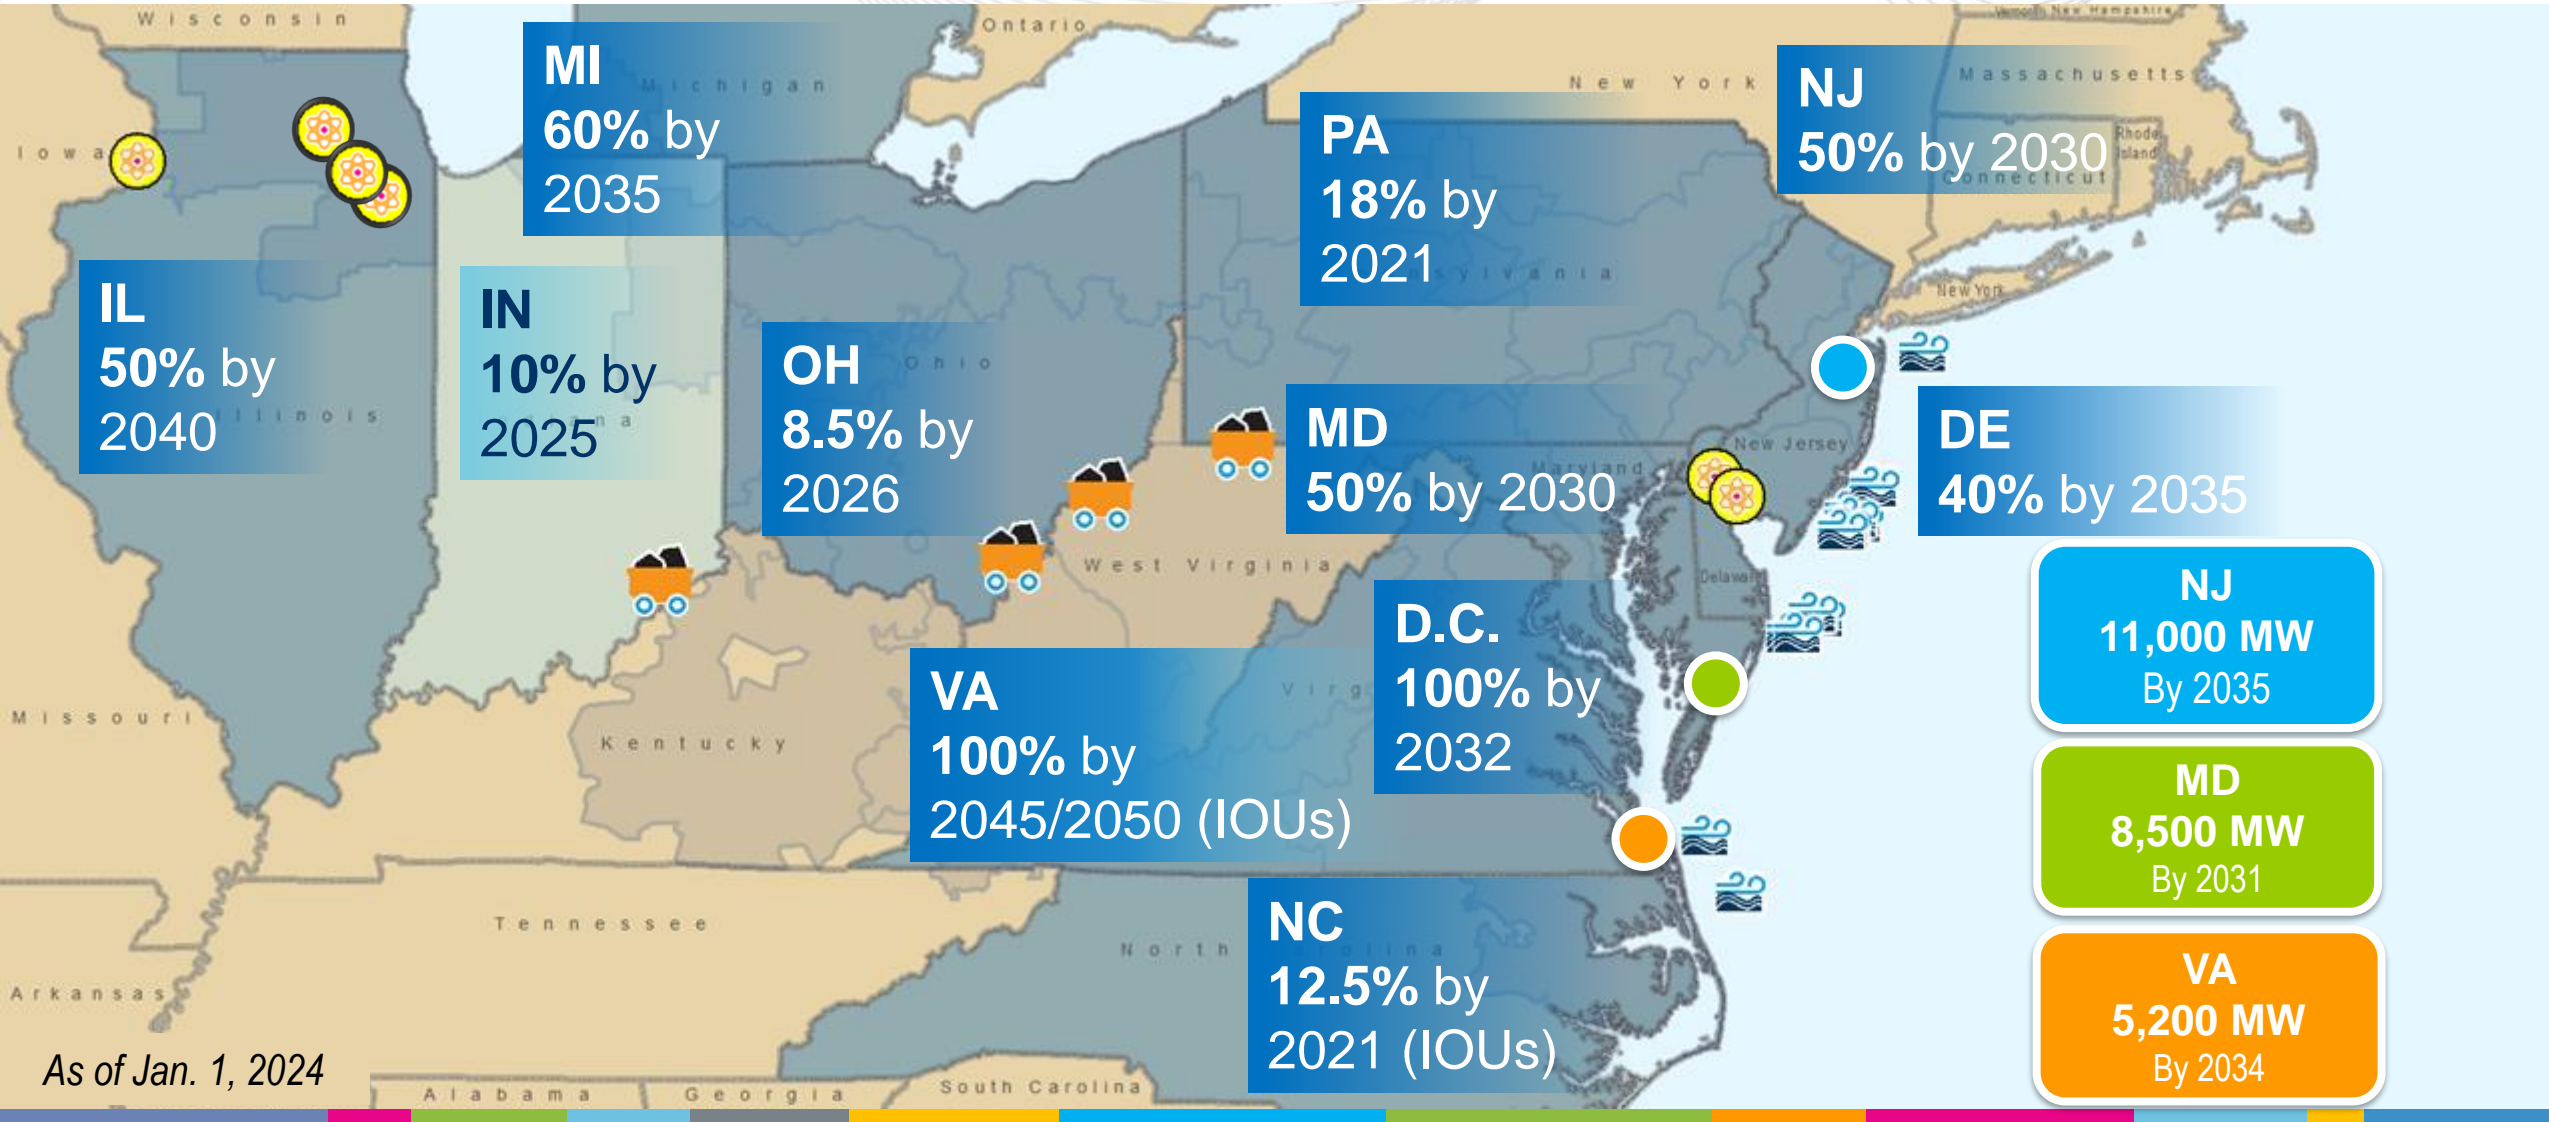 Wisconsin
Ontario
Vermont
New Hampshire
MI
60% by
2035
Michigan
New York
Massachusetts
NJ
50% by 2030
Rhode
Island
Connecticut
PA
18% by
2021
Iowa
IL
50% by
2040
Illinois
IN
10% by
2025
OH
8.5% by
2026
Ohio
New York
MD
50% by 2030
Maryland
New Jersey
DE
40% by 2035
West Virginia
Delaware
D.C.
100% by
2032
VA
100% by
2045/2050 (IOUs)
Missouri
Kentucky
NJ
11,000 MW
By 2035
MD
8,500 MW
By 2031
VA
5,200 MW
By 2034
Tennessee
North
NC
12.5% by
2021 (IOUs)
Arkansas
As of Jan. 1, 2024
Alabama
Georgia
South Carolina